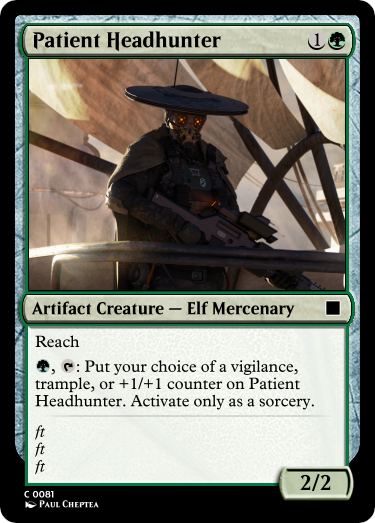 Patient Headhunter 1
Artifact Creature — Elf Mercenary
Reach
, : Put your choice of a vigilance,
trample, or +1/+1 counter on Patient
Headhunter. Activate only as a sorcery.
ft
ft
ft
2/2
C 0081
Paul Cheptea